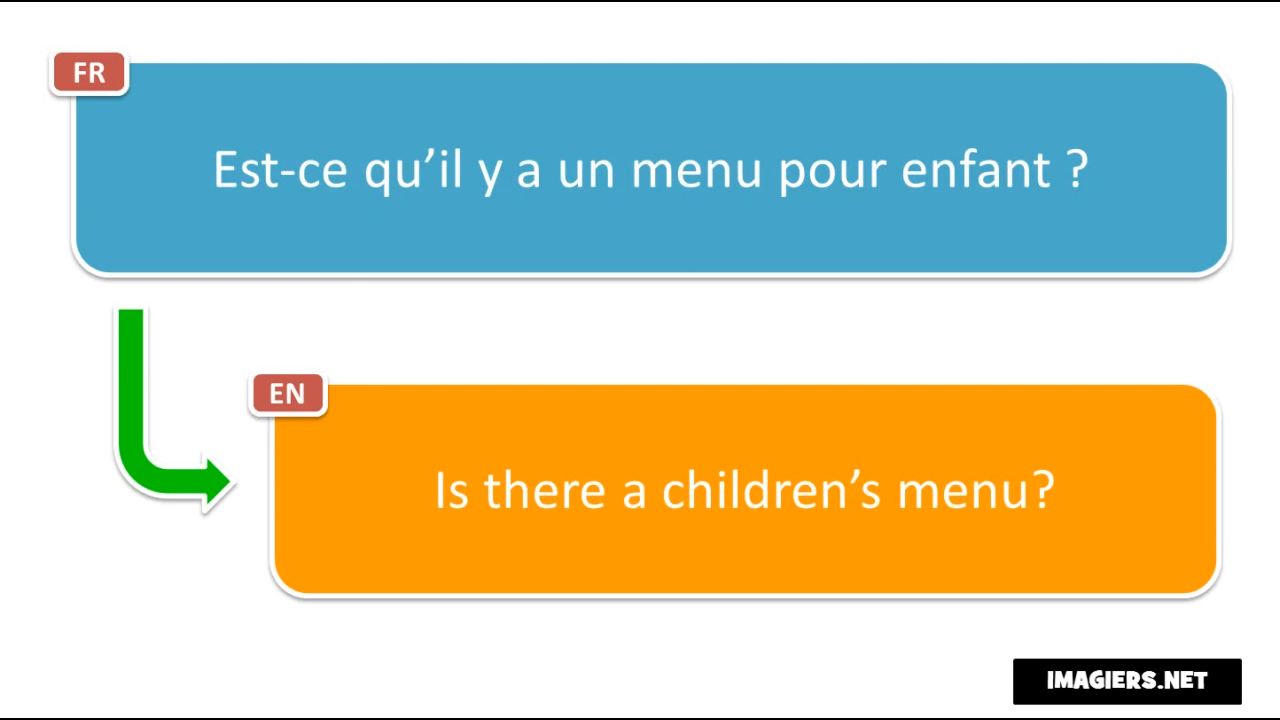 FR
Est-ce qu’il y a un menu pour enfant ?
EN
Is there a children’s menu?
IMAGIERS.NET